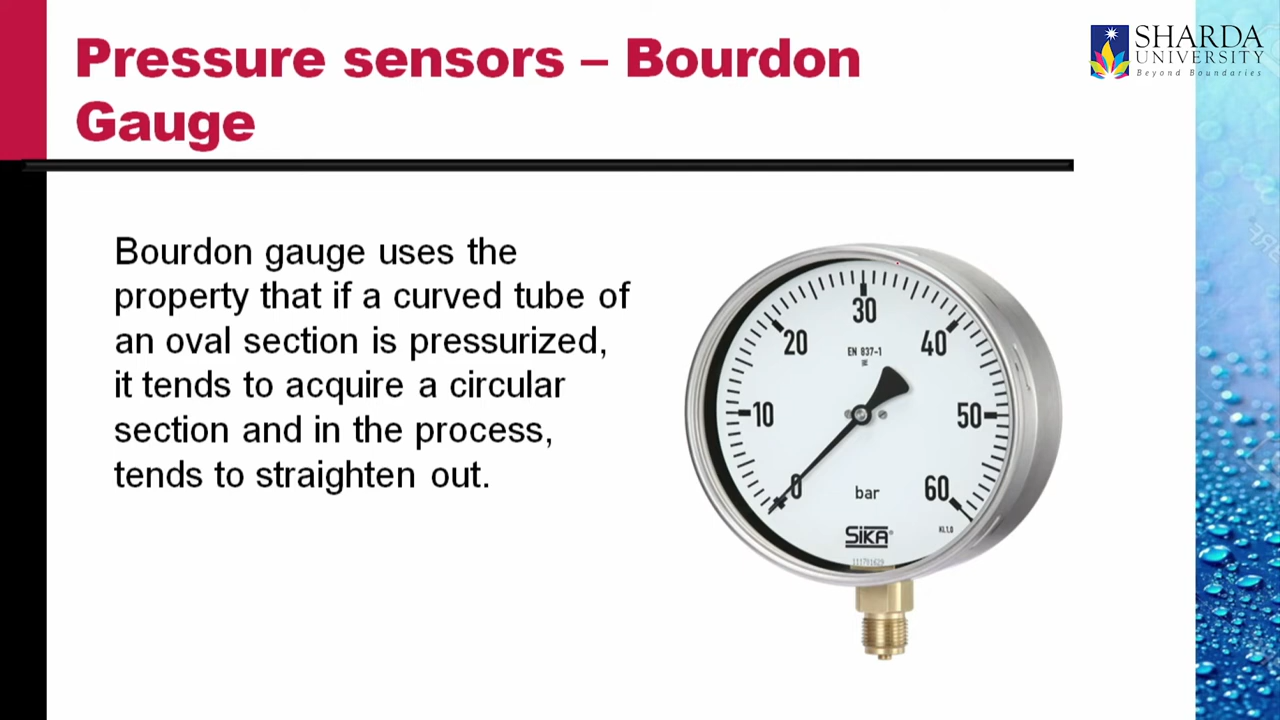 Pressure sensors – Bourdon
Gauge
SHARDA
UNIVERSITY
Beyond Boundaries
Bourdon gauge uses the
property that if a curved tube of
an oval section is pressurized,
it tends to acquire a circular
section and in the process,
tends to straighten out.
30
20
40
EN 837-1
10
50
0
60
bar
SiKA®
KL1,0